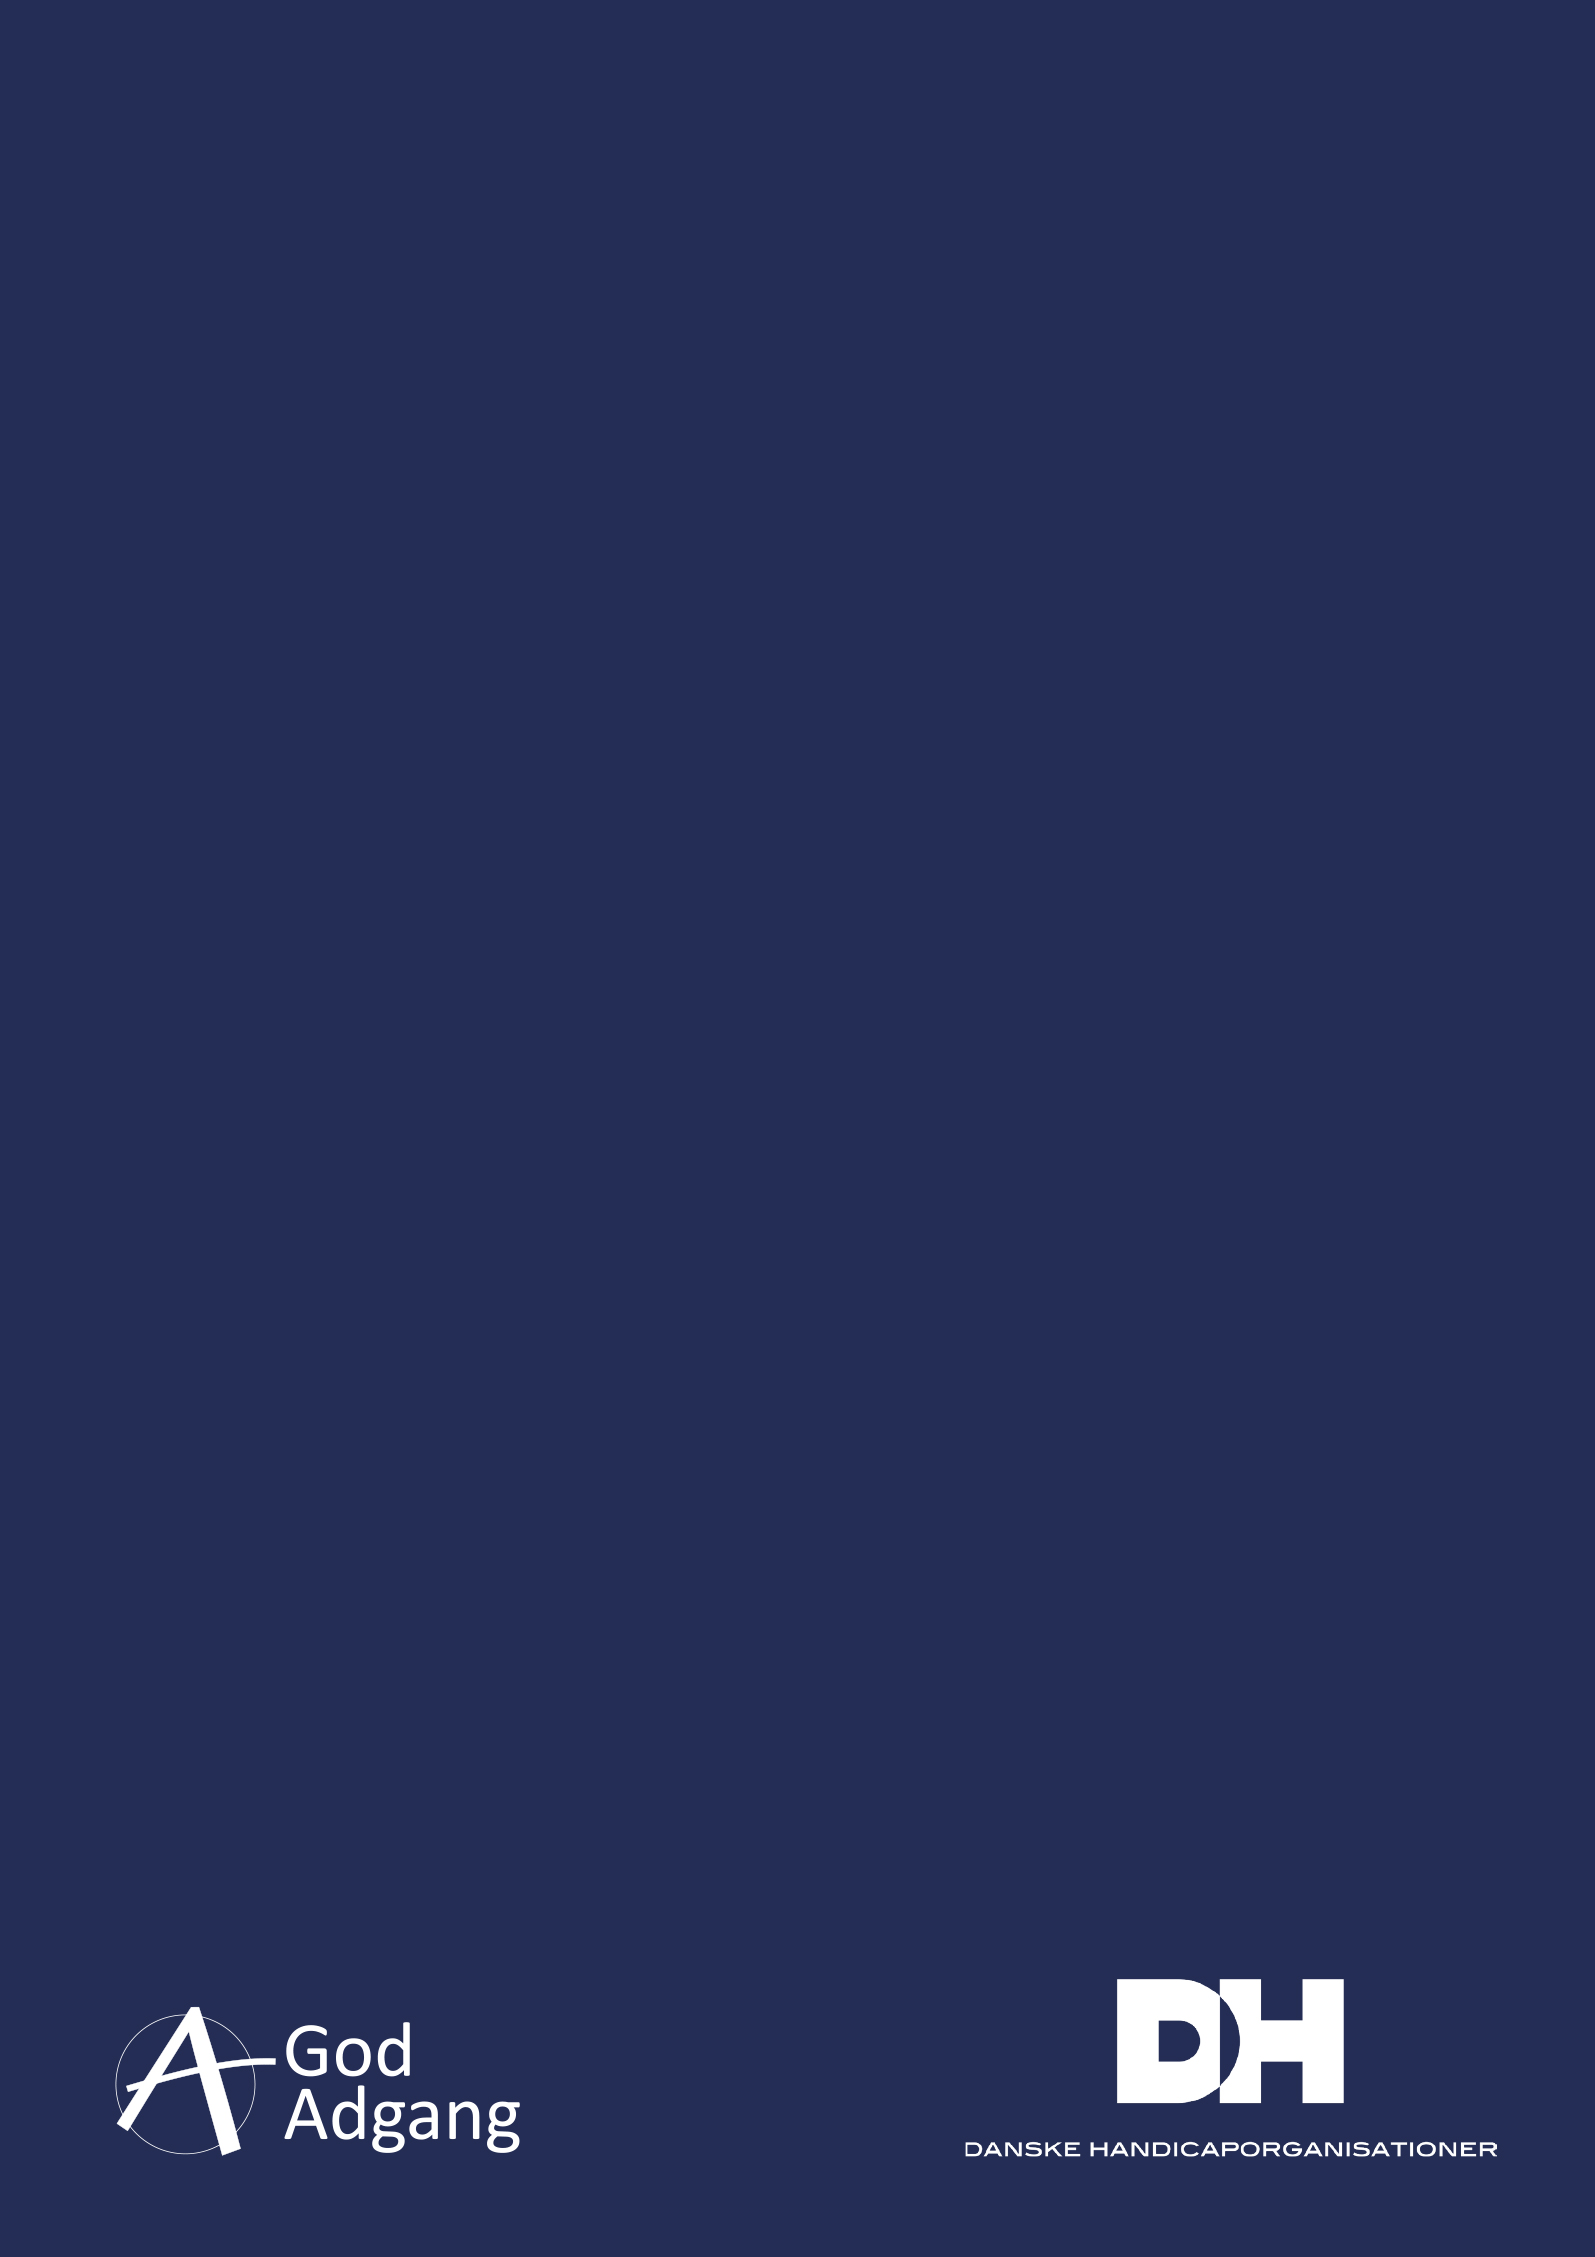 God
Adgang
DH
DANSKE HANDICAPORGANISATIONER